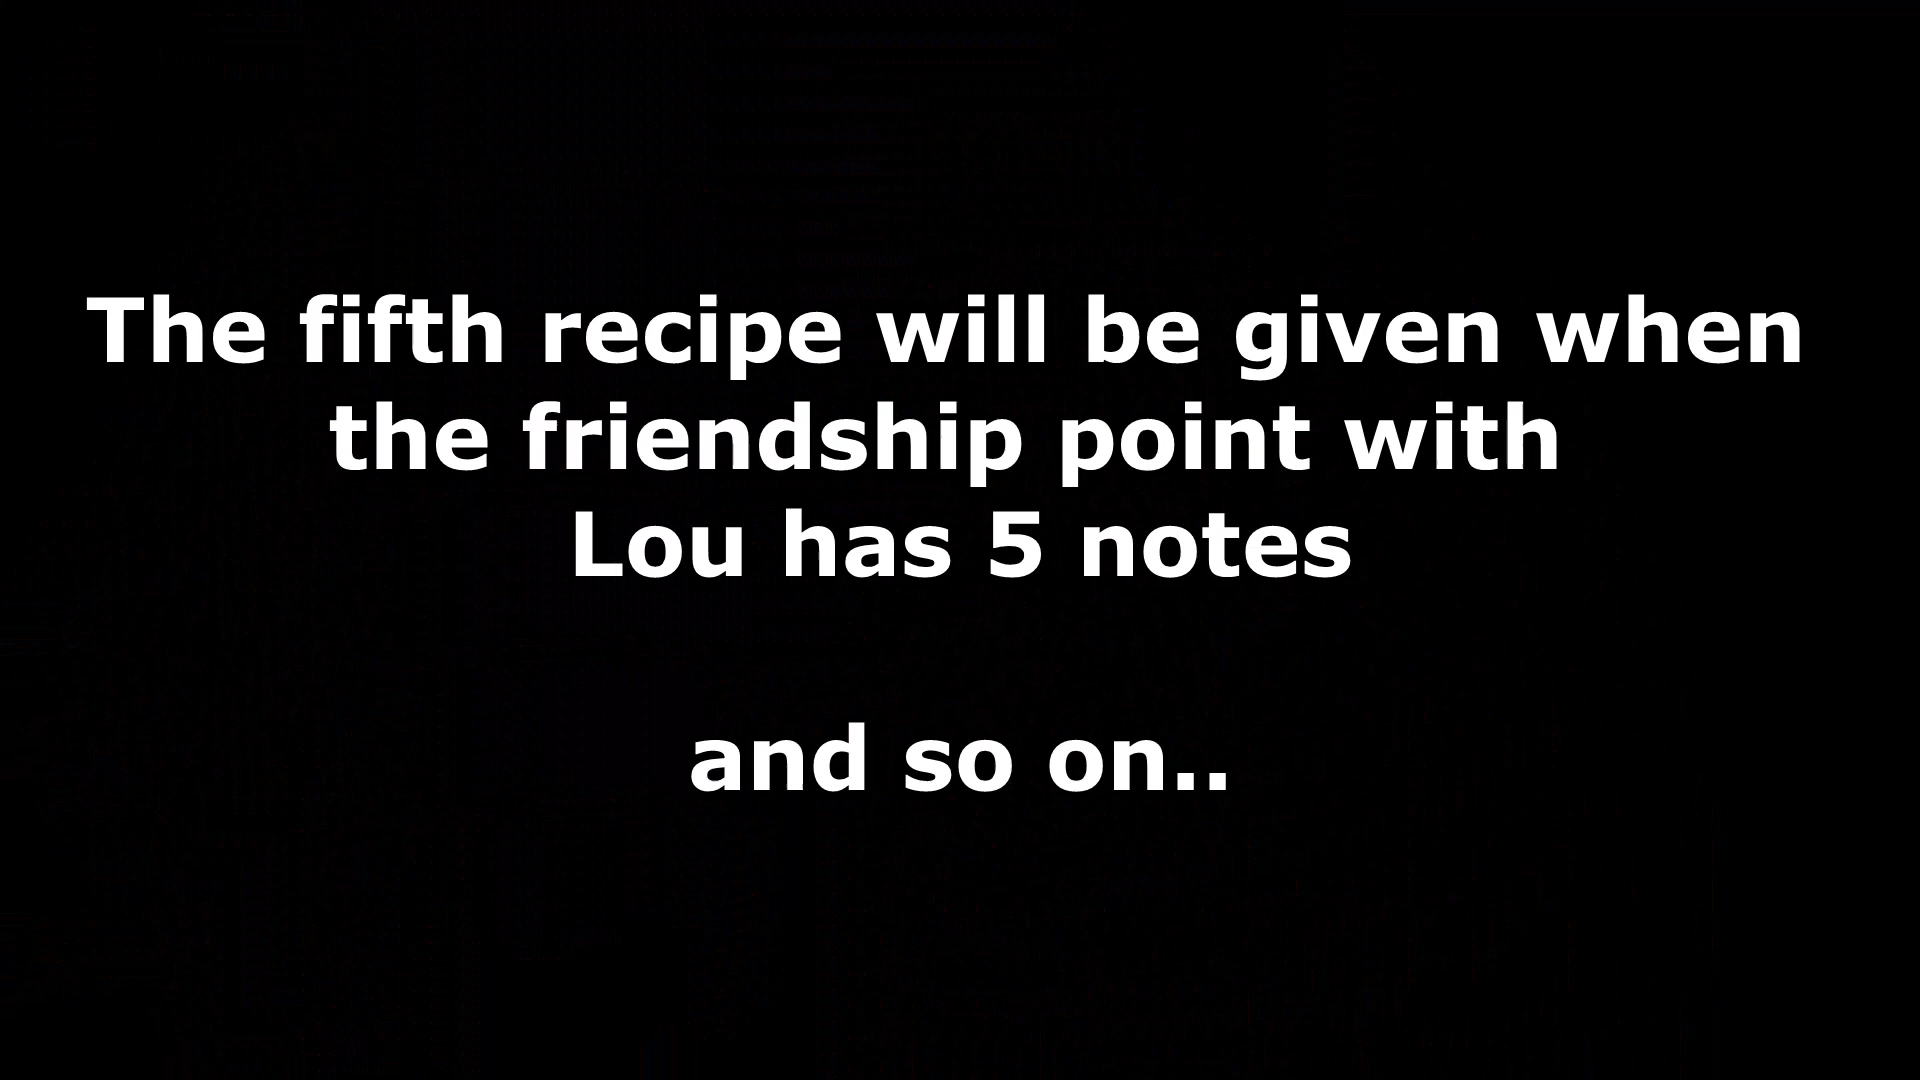 The fifth recipe will be given when
the friendship point with
Lou has 5 notes
and so on..